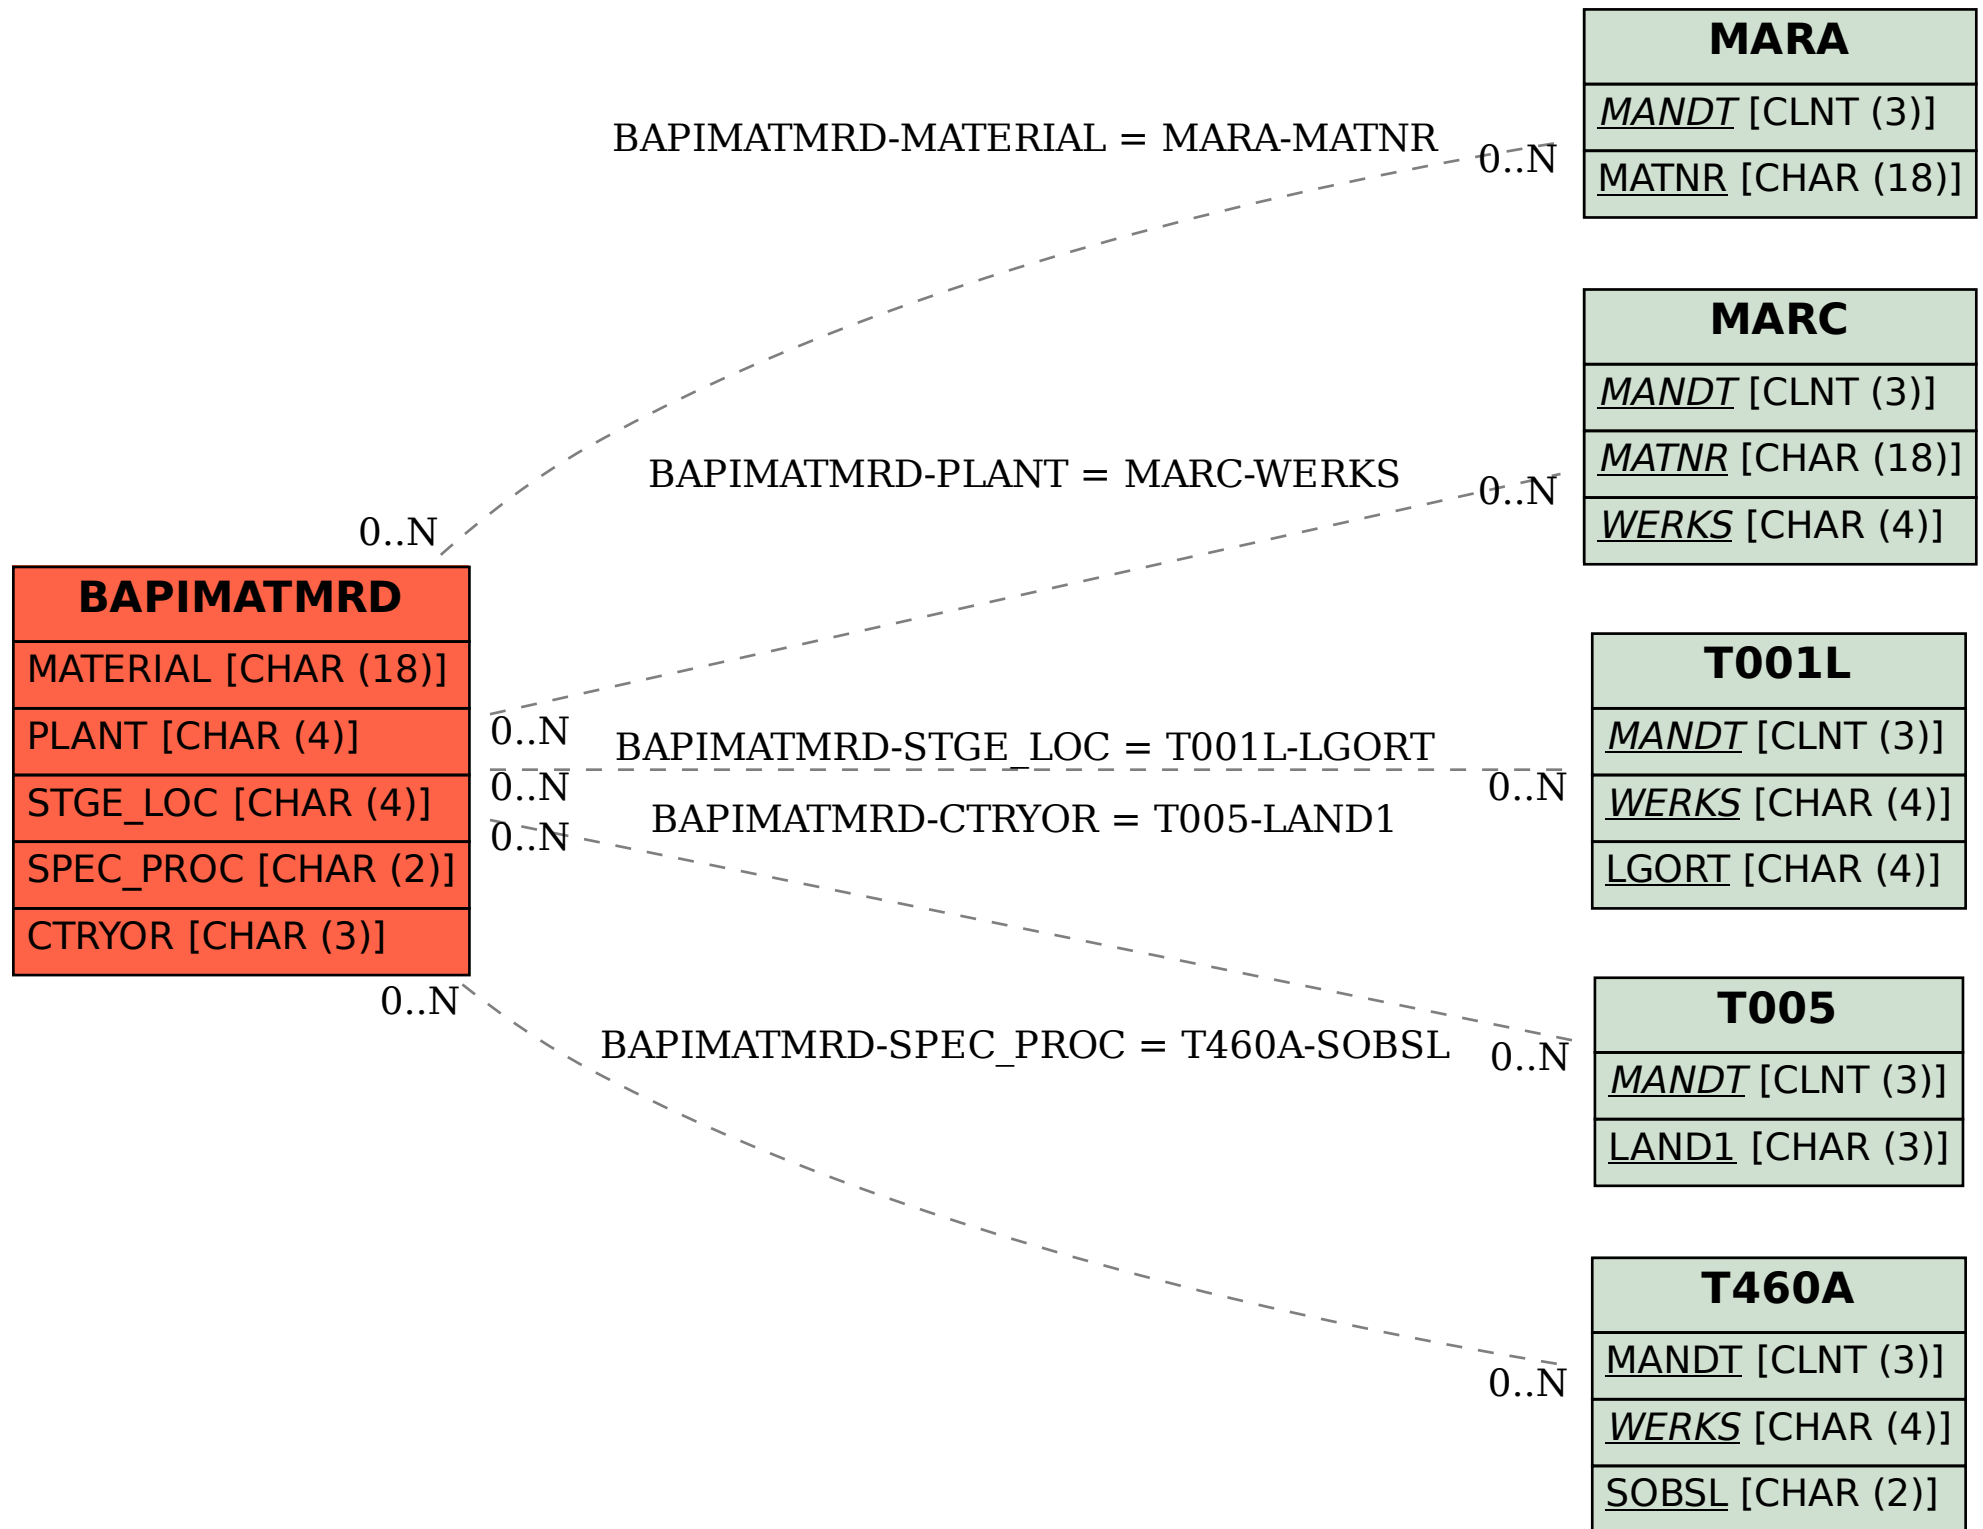 MARA
MANDT [CLNT (3)]
MATNR [CHAR (18)]
BAPIMATMRD-MATERIAL = MARA-MATNR
0..N
0..N
MARC
MANDT [CLNT (3)]
MATNR [CHAR (18)]
WERKS [CHAR (4)]
BAPIMATMRD-PLANT = MARC-WERKS
0..N
0..N
BAPIMATMRD
MATERIAL [CHAR (18)]
PLANT [CHAR (4)]
STGE_LOC [CHAR (4)]
SPEC_PROC [CHAR (2)]
CTRYOR [CHAR (3)]
T001L
MANDT [CLNT (3)]
WERKS [CHAR (4)]
LGORT [CHAR (4)]
BAPIMATMRD-STGE_LOC = T001L-LGORT
0..N
0..N
BAPIMATMRD-CTRYOR = T005-LAND1
0..N
0..N
T005
MANDT [CLNT (3)]
LAND1 [CHAR (3)]
BAPIMATMRD-SPEC_PROC = T460A-SOBSL
0..N
0..N
T460A
MANDT [CLNT (3)]
WERKS [CHAR (4)]
SOBSL [CHAR (2)]